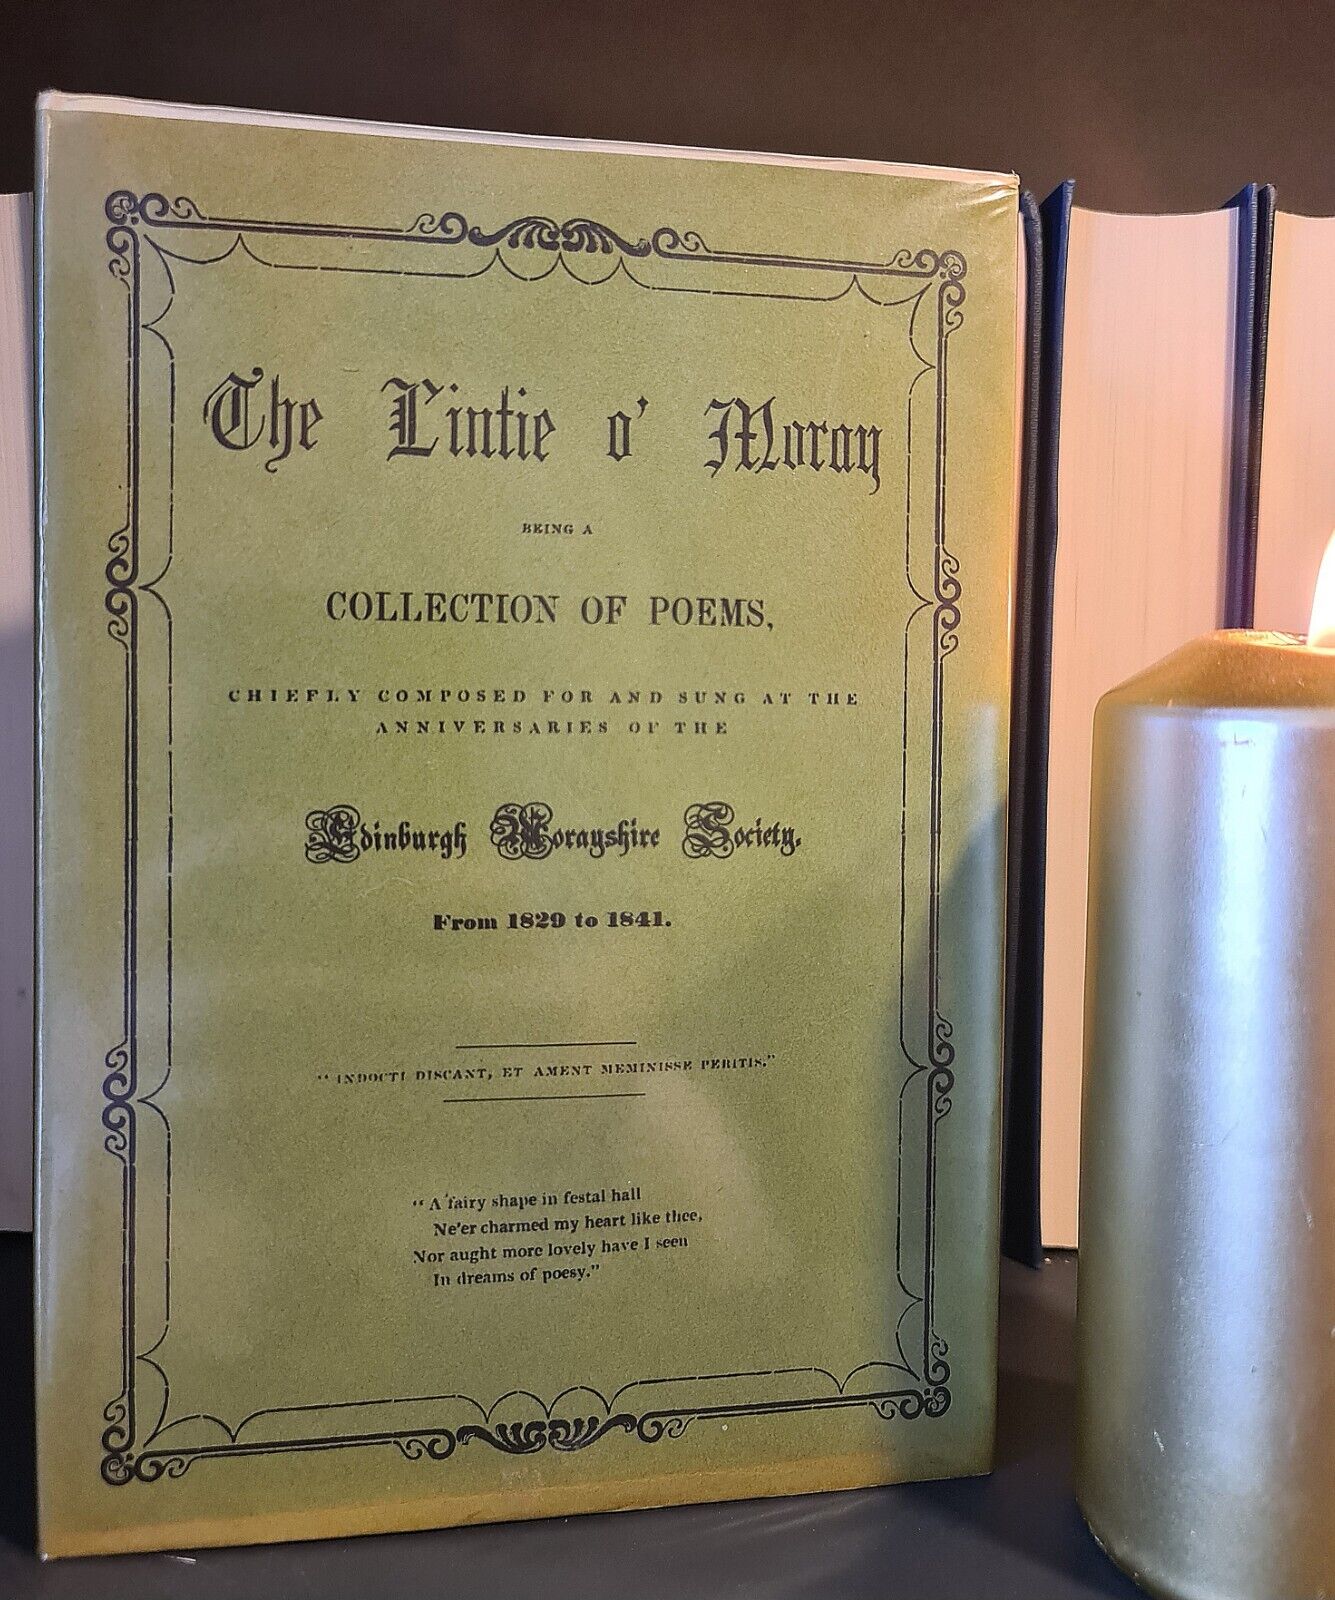 The Lintie o' Moray
BEING A
COLLECTION OF POEMS,
CHIEFLY COMPOSED FOR AND SUNG AT THE
ANNIVERSARIES OF THE
Edinburgh Morayshire Society.
From 1829 to 1841.
"INDOCTI DISCANT, ET AMENT MEMINISSE PERITIS."
"A fairy shape in festal hall
Ne'er charmed my heart like thee,
Nor aught more lovely have I seen
In dreams of poesy."